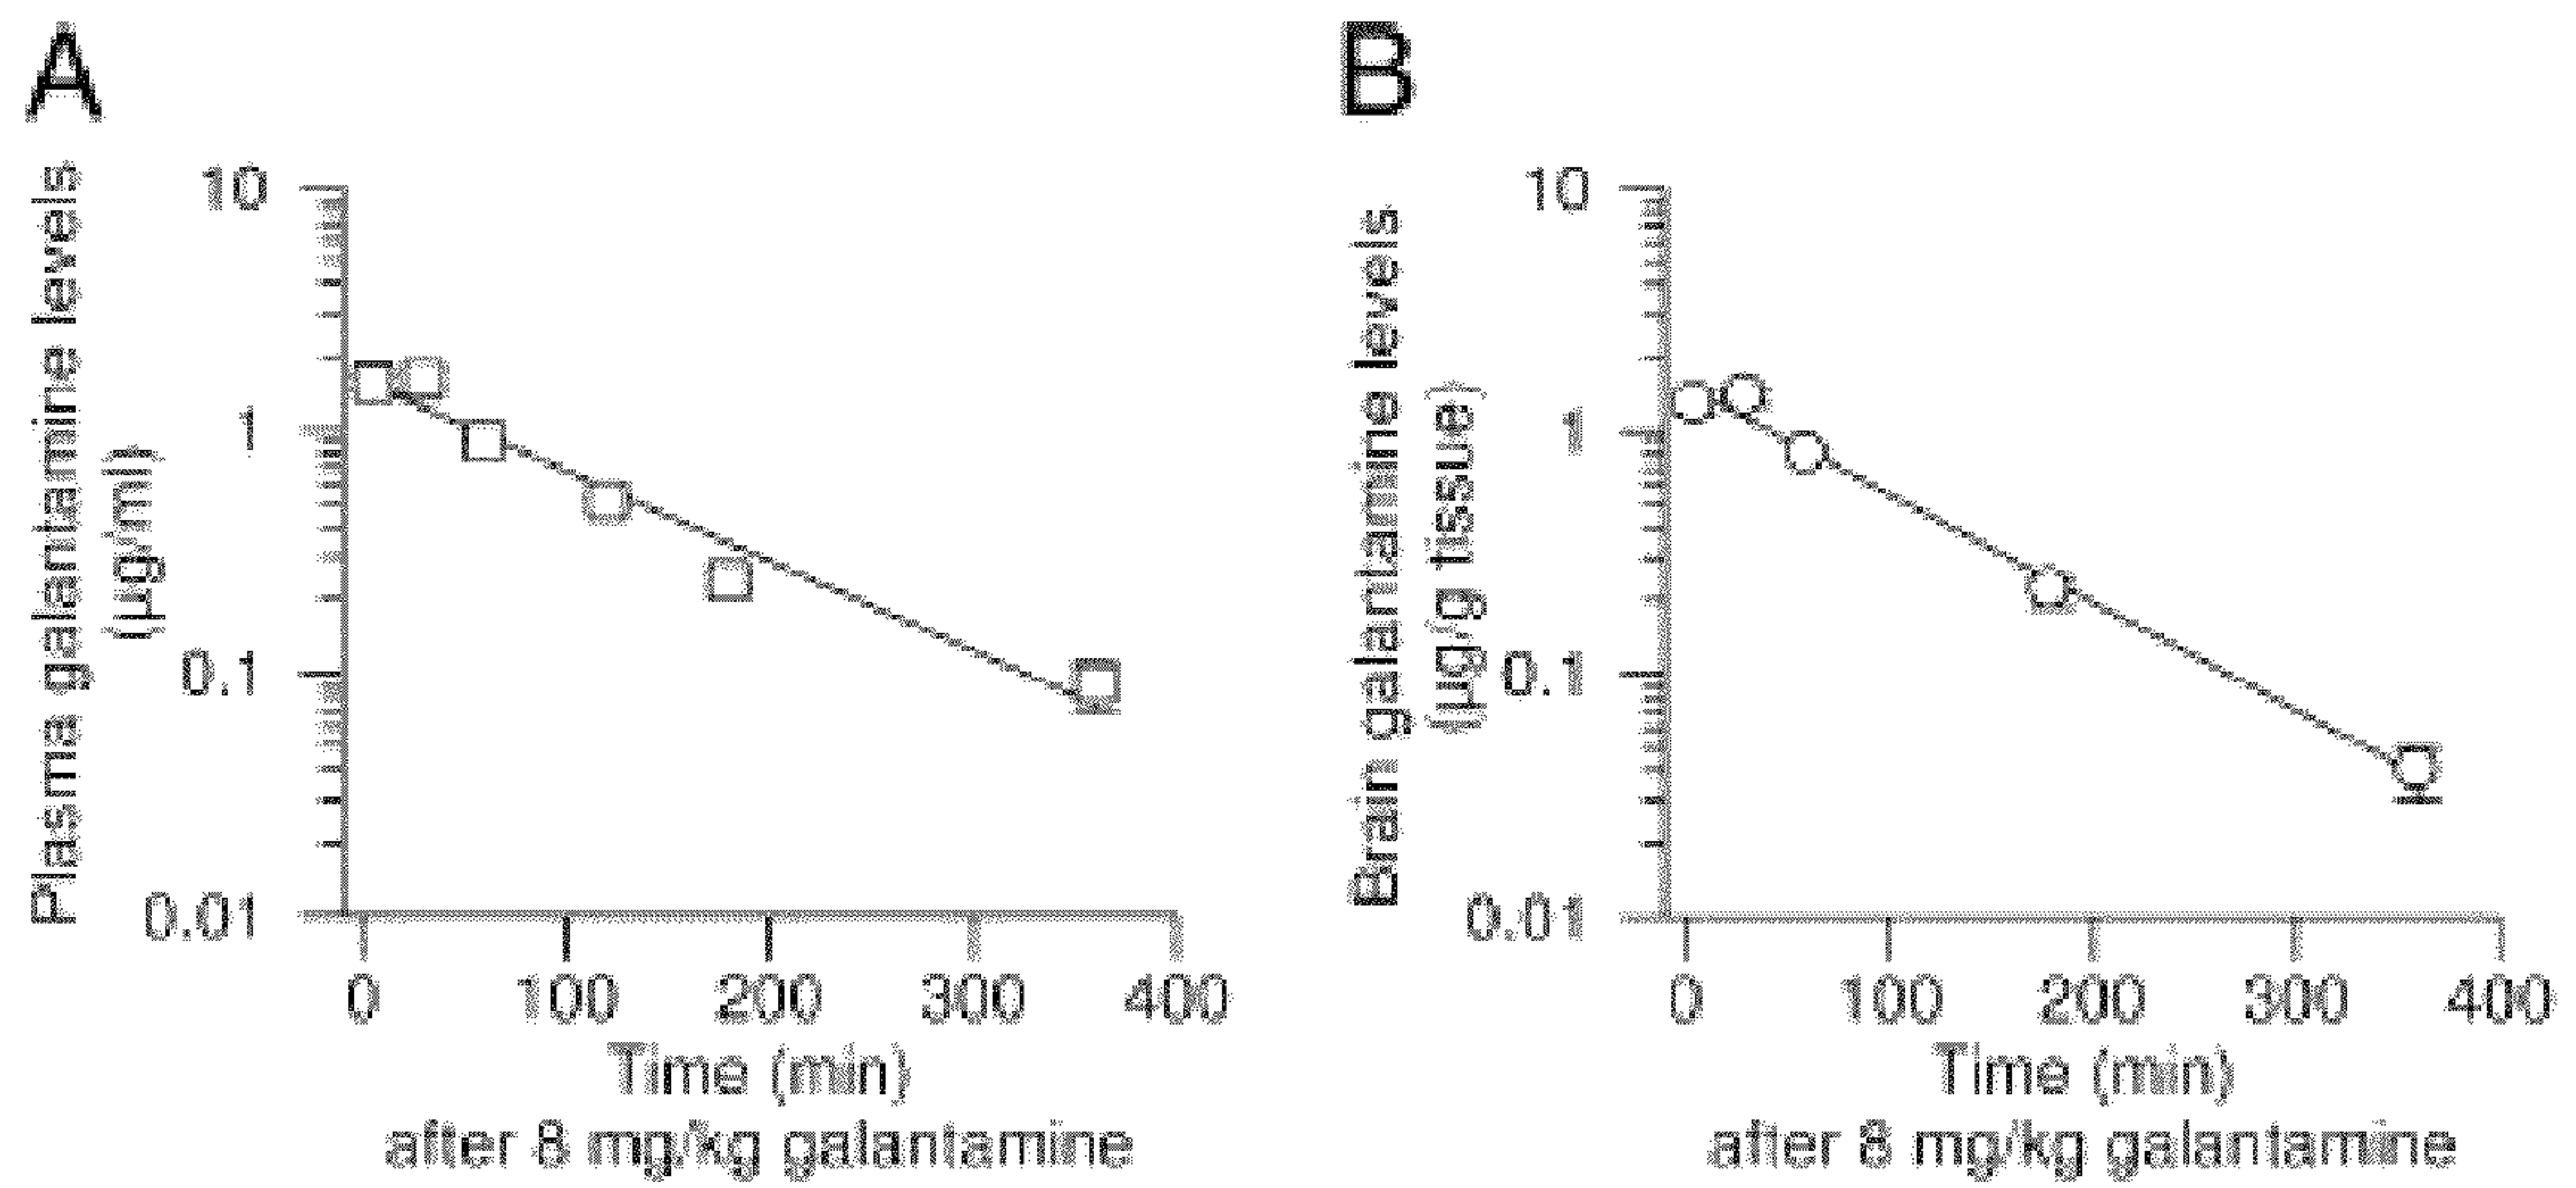 A
Plasma galantamine levels
(µg/ml)
10
1
0.1
0.01
0 100 200 300 400
Time (min)
after 8 mg/kg galantamine
B
Brain galantamine levels
(µg/g tissue)
10
1
0.1
0.01
0 100 200 300 400
Time (min)
after 8 mg/kg galantamine